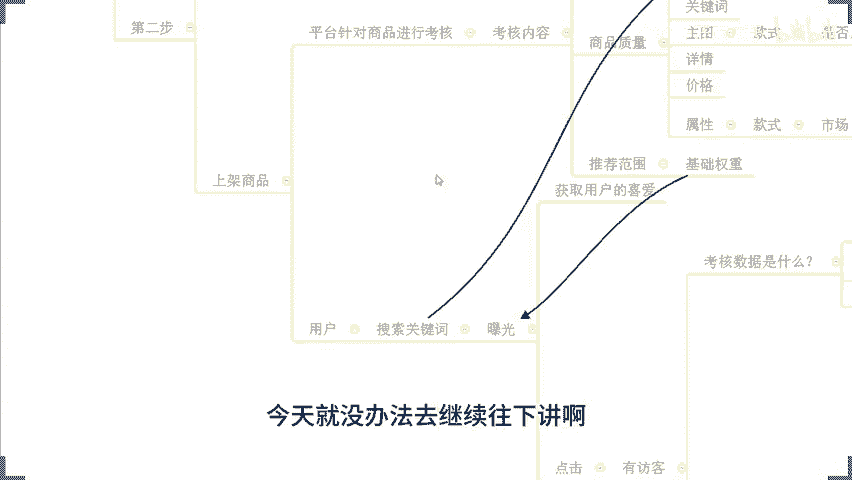 关键词
第二步
平台针对商品进行考核 考核内容
商品质量
主图 款式 是否
详情
价格
属性 款式 市场
上架商品
推荐范围 基础权重
获取用户的喜爱
考核数据是什么？
用户 搜索关键词 曝光
今天就没办法去继续往下讲啊
点击 有访客